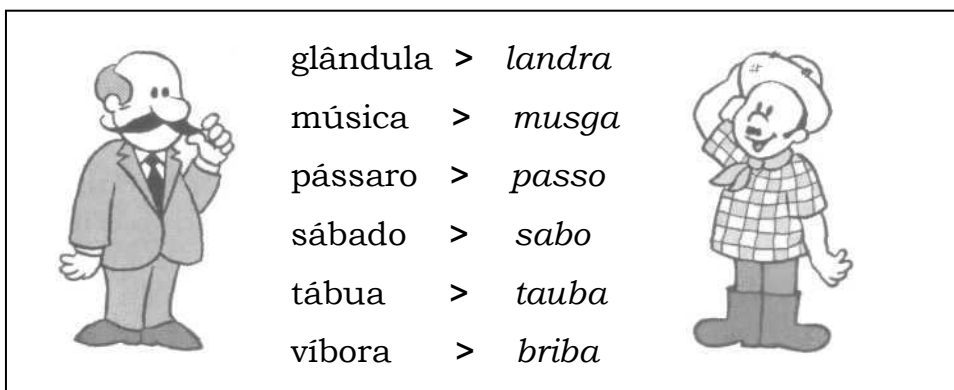 glândula > landra
música > musga
pássaro > passo
sábado > sabo
tábua > tauba
víbora > briba